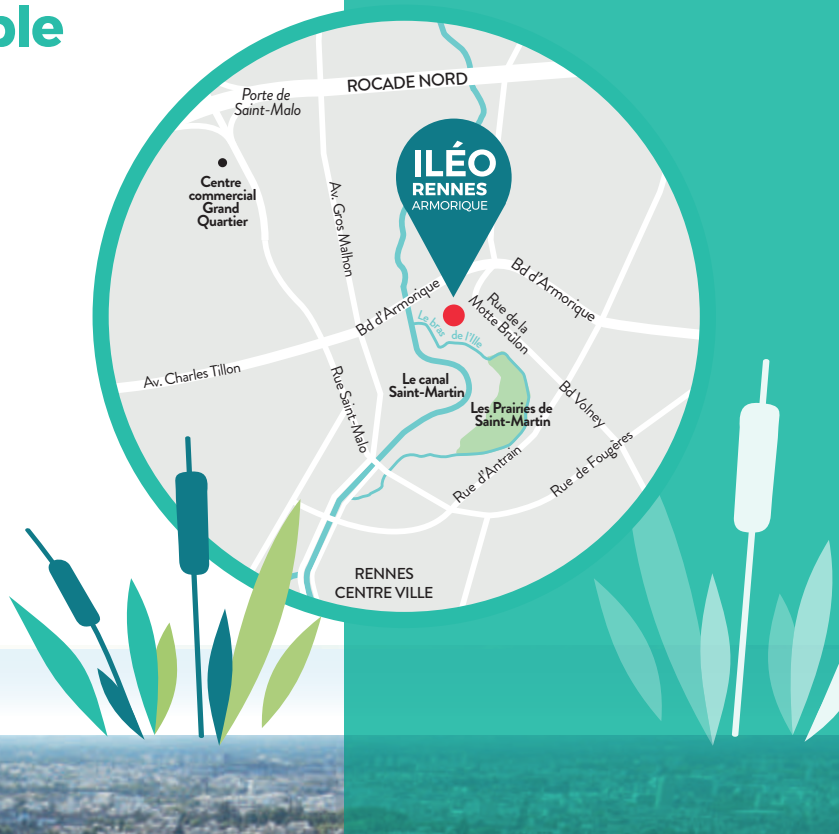 ROCADE NORD
Porte de
Saint-Malo
Centre
commercial
Grand
Quartier
Av. Gros Malhon
ILÉO
RENNES
ARMORIQUE
Bd d'Armorique
Bd d'Armorique
Rue de la
Motte Brûlon
Le bras de l'Ille
Av. Charles Tillon
Rue Saint-Malo
Le canal
Saint-Martin
Les Prairies de
Saint-Martin
Bd Volney
Rue d'Antrain
Rue de Fougères
RENNES
CENTRE VILLE